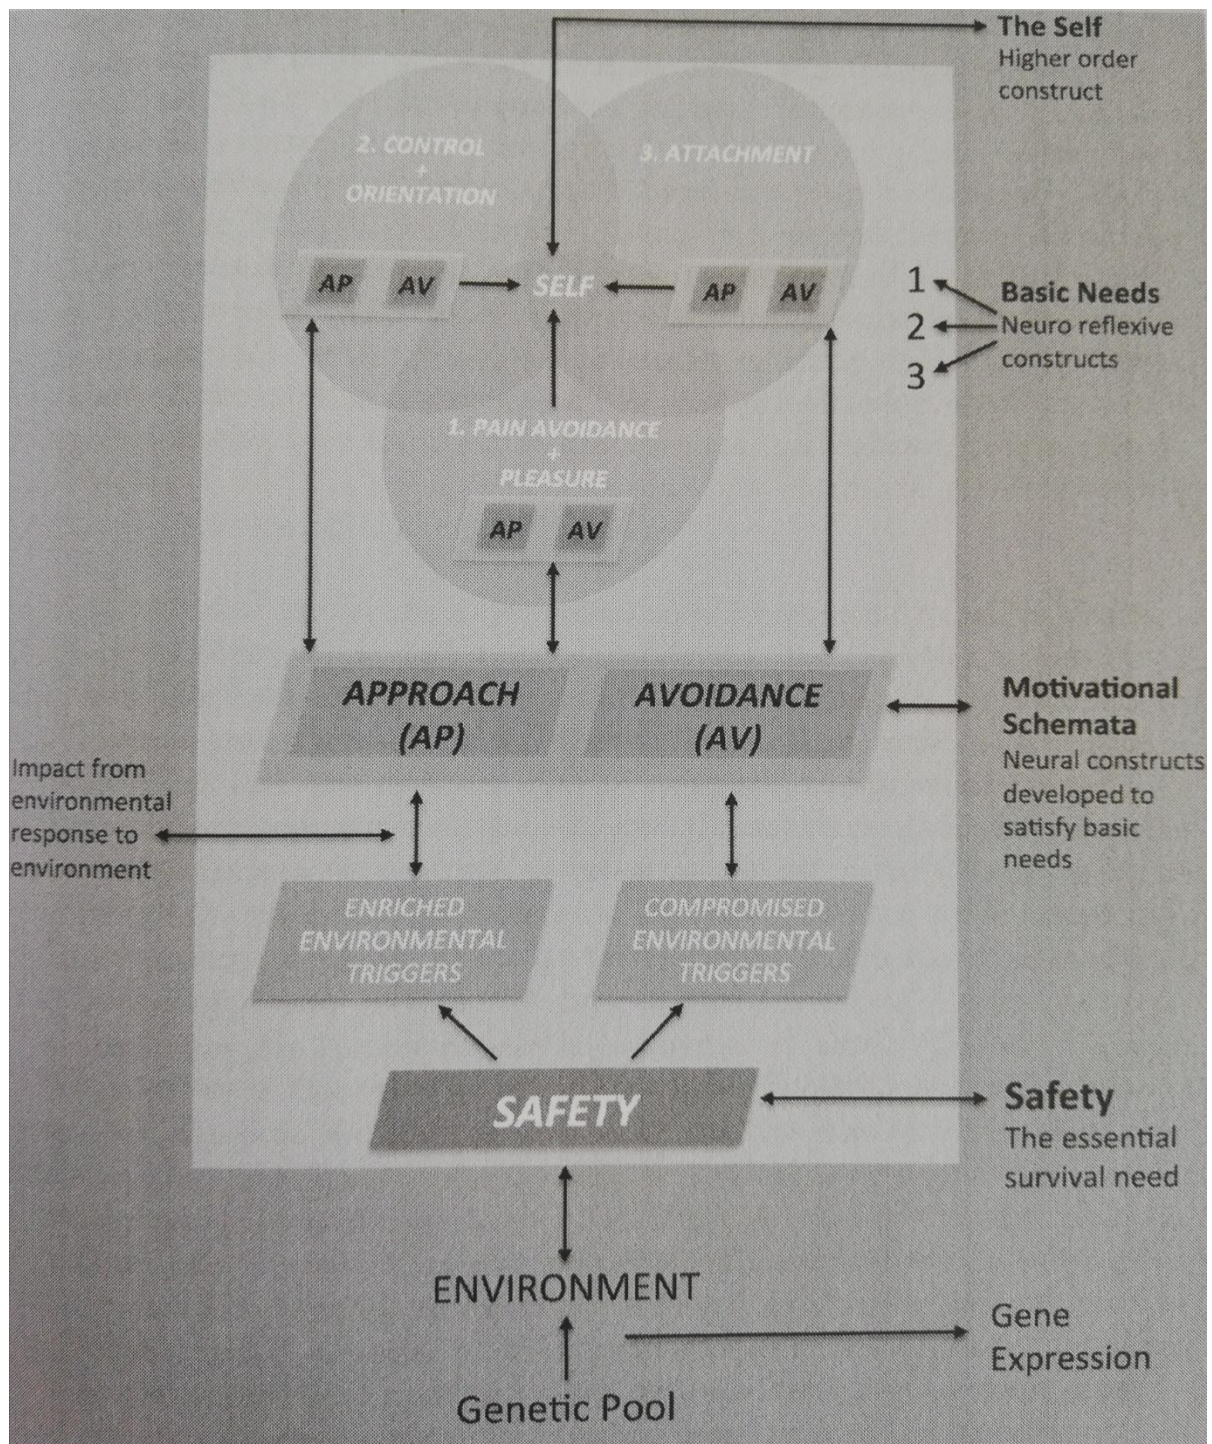 The Self
Higher order
construct
2. CONTROL
+
ORIENTATION
3. ATTACHMENT
AP AV
SELF
AP AV
1
2
3
Basic Needs
Neuro reflexive
constructs
1. PAIN AVOIDANCE
+
PLEASURE
AP AV
APPROACH
(AP)
AVOIDANCE
(AV)
Motivational
Schemata
Neural constructs
developed to
satisfy basic
needs
Impact from
environmental
response to
environment
ENRICHED
ENVIRONMENTAL
TRIGGERS
COMPROMISED
ENVIRONMENTAL
TRIGGERS
SAFETY
Safety
The essential
survival need
ENVIRONMENT
Gene
Expression
Genetic Pool